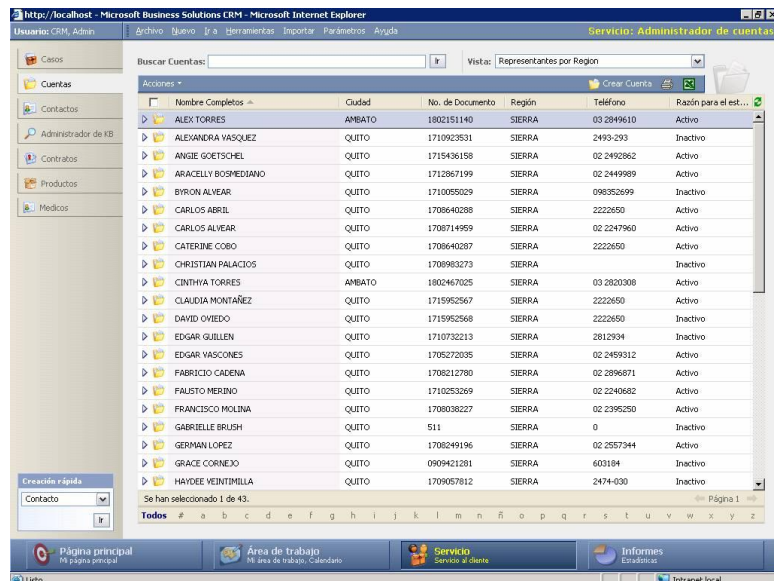 http://localhost - Microsoft Business Solutions CRM - Microsoft Internet Explorer
Usuario: CRM, Admin Archivo Nuevo Ir a Herramientas Importar Parámetros Ayuda Servicio: Administrador de cuentas
Casos
Cuentas
Contactos
Administrador de KB
Contratos
Productos
Medicos
Buscar Cuentas: Ir Vista: Representantes por Region
Acciones Crear Cuenta
Nombre Completos Ciudad No. de Documento Región Teléfono Razón para el est...
ALEX TORRES AMBATO 1802151140 SIERRA 03 2849610 Activo
ALEXANDRA VASQUEZ QUITO 1710923531 SIERRA 2493-293 Inactivo
ANGIE GOETSCHEL QUITO 1715436158 SIERRA 02 2492862 Activo
ARACELLY BOSMEDIANO QUITO 1712867199 SIERRA 02 2449989 Activo
BYRON ALVEAR QUITO 1710055029 SIERRA 098352699 Inactivo
CARLOS ABRIL QUITO 1708640288 SIERRA 2222650 Activo
CARLOS ALVEAR QUITO 1708714959 SIERRA 02 2247960 Activo
CATERINE COBO QUITO 1708640287 SIERRA 2222650 Activo
CHRISTIAN PALACIOS QUITO 1708983273 SIERRA Inactivo
CINTHYA TORRES AMBATO 1802467025 SIERRA 03 2820308 Activo
CLAUDIA MONTAÑEZ QUITO 1715952567 SIERRA 2222650 Activo
DAVID OVIEDO QUITO 1715952568 SIERRA 2222650 Inactivo
EDGAR GUILLEN QUITO 1710732213 SIERRA 2812934 Inactivo
EDGAR VASCONES QUITO 1705272035 SIERRA 02 2459312 Activo
FABRICIO CADENA QUITO 1708212780 SIERRA 02 2896871 Activo
FAUSTO MERINO QUITO 1710253269 SIERRA 02 2240682 Activo
FRANCISCO MOLINA QUITO 1708038227 SIERRA 02 2395250 Activo
GABRIELLE BRUSH QUITO 511 SIERRA 0 Inactivo
GERMAN LOPEZ QUITO 1708249196 SIERRA 02 2557344 Activo
GRACE CORNEJO QUITO 0909421281 SIERRA 603184 Inactivo
HAYDEE VEINTIMILLA QUITO 1709057812 SIERRA 2474-030 Inactivo
Creación rápida
Contacto
Ir
Se han seleccionado 1 de 43. Página 1
Todos # a b c d e f g h i j k l m n ñ o p q r s t u v w x y z
Página principal Área de trabajo Servicio Informes
Mi página principal Mi área de trabajo, Calendario Servicio al cliente Estadísticas
Listo Intranet local